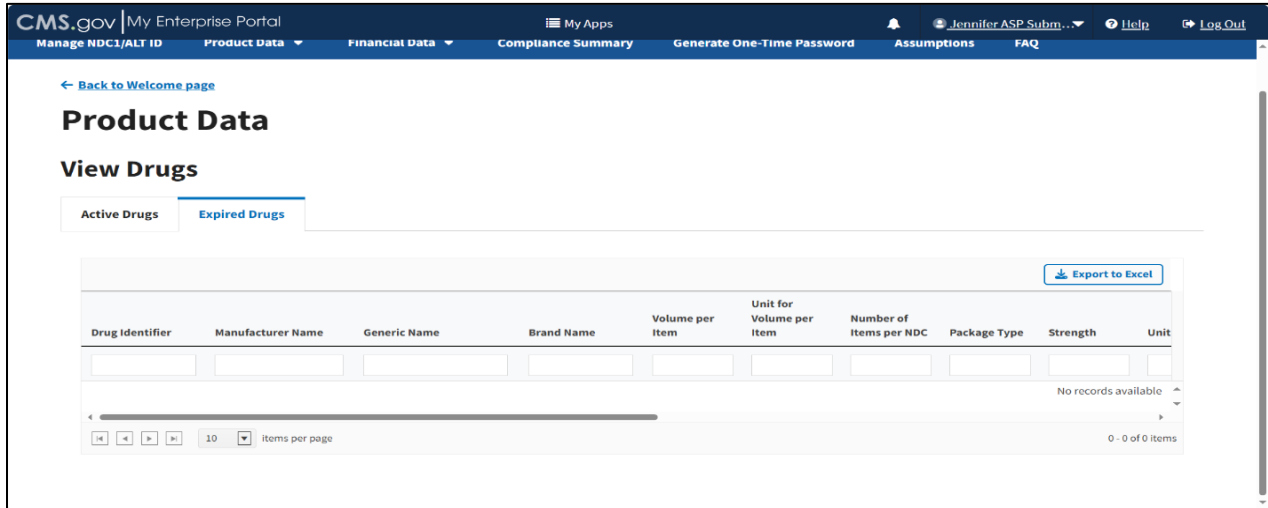 CMS.gov My Enterprise Portal My Apps Jennifer ASP Subm... Help Log Out
Manage NDC1/ALT ID Product Data Financial Data Compliance Summary Generate One-Time Password Assumptions FAQ
Back to Welcome page
Product Data
View Drugs
Active Drugs Expired Drugs
Export to Excel
Drug Identifier Manufacturer Name Generic Name Brand Name Volume per Item Unit for Volume per Item Number of Items per NDC Package Type Strength Unit
No records available
10 items per page 0 - 0 of 0 items